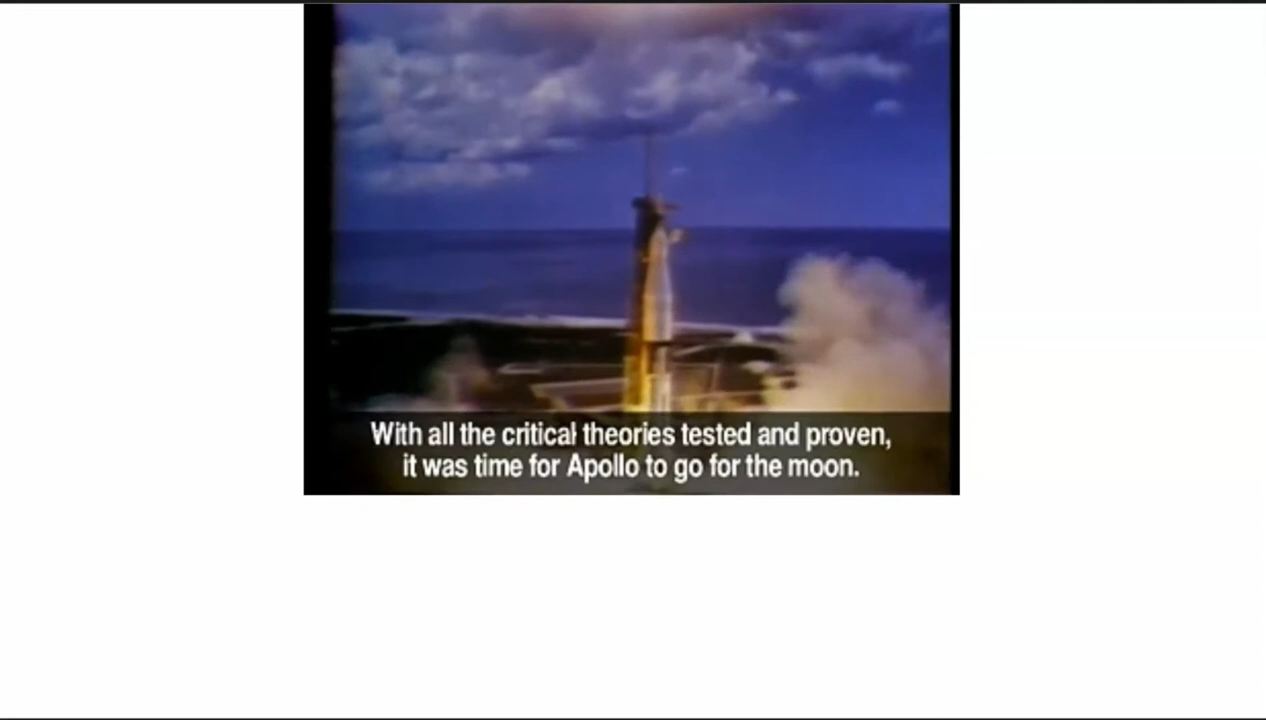 With all the critical theories tested and proven,
it was time for Apollo to go for the moon.